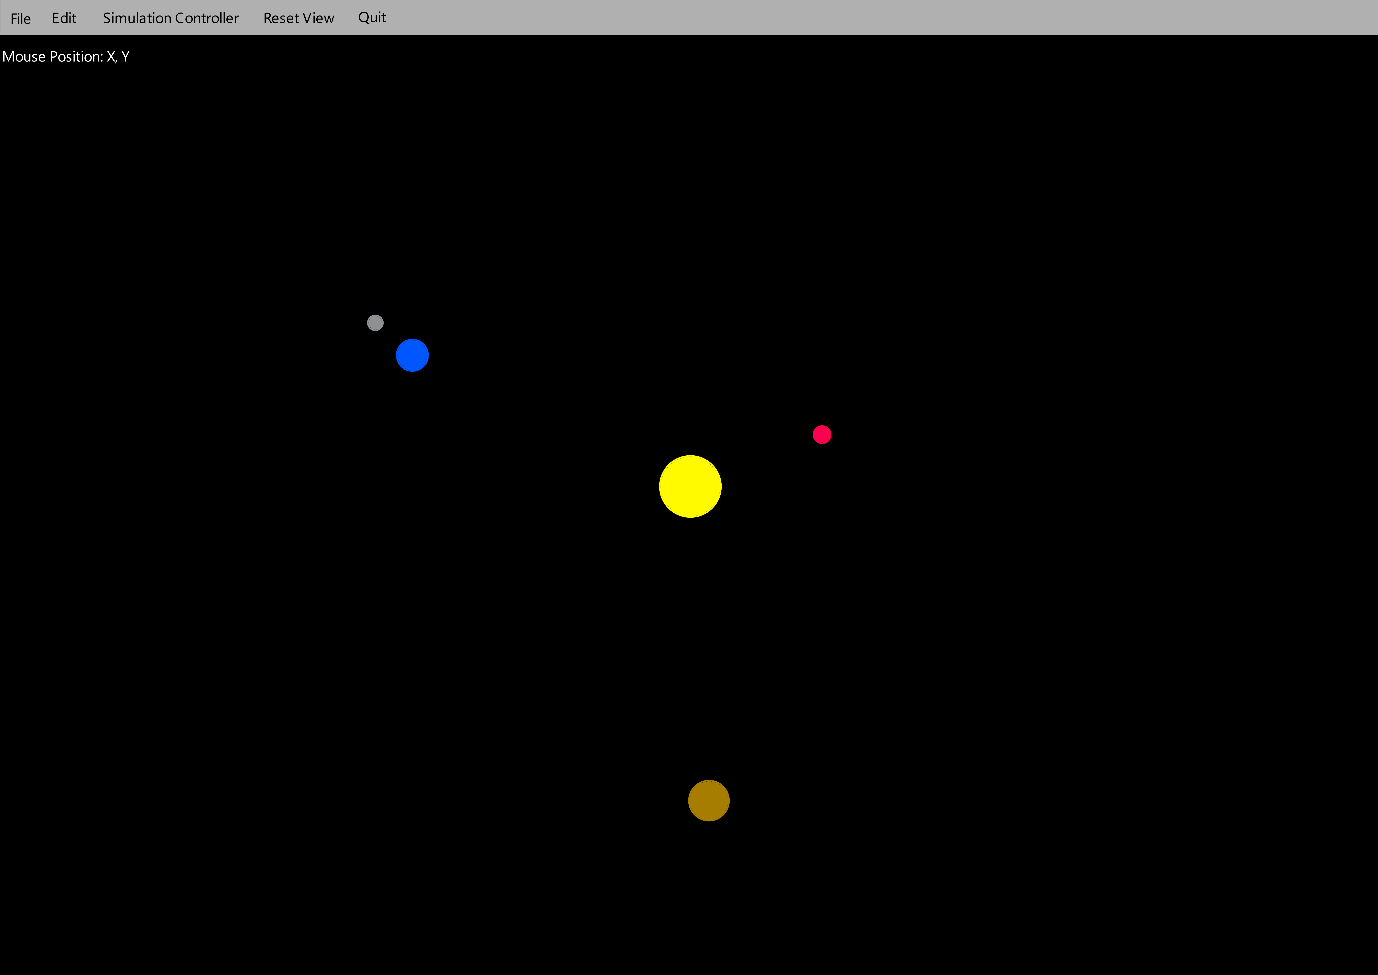 File Edit Simulation Controller Reset View Quit
Mouse Position: X, Y